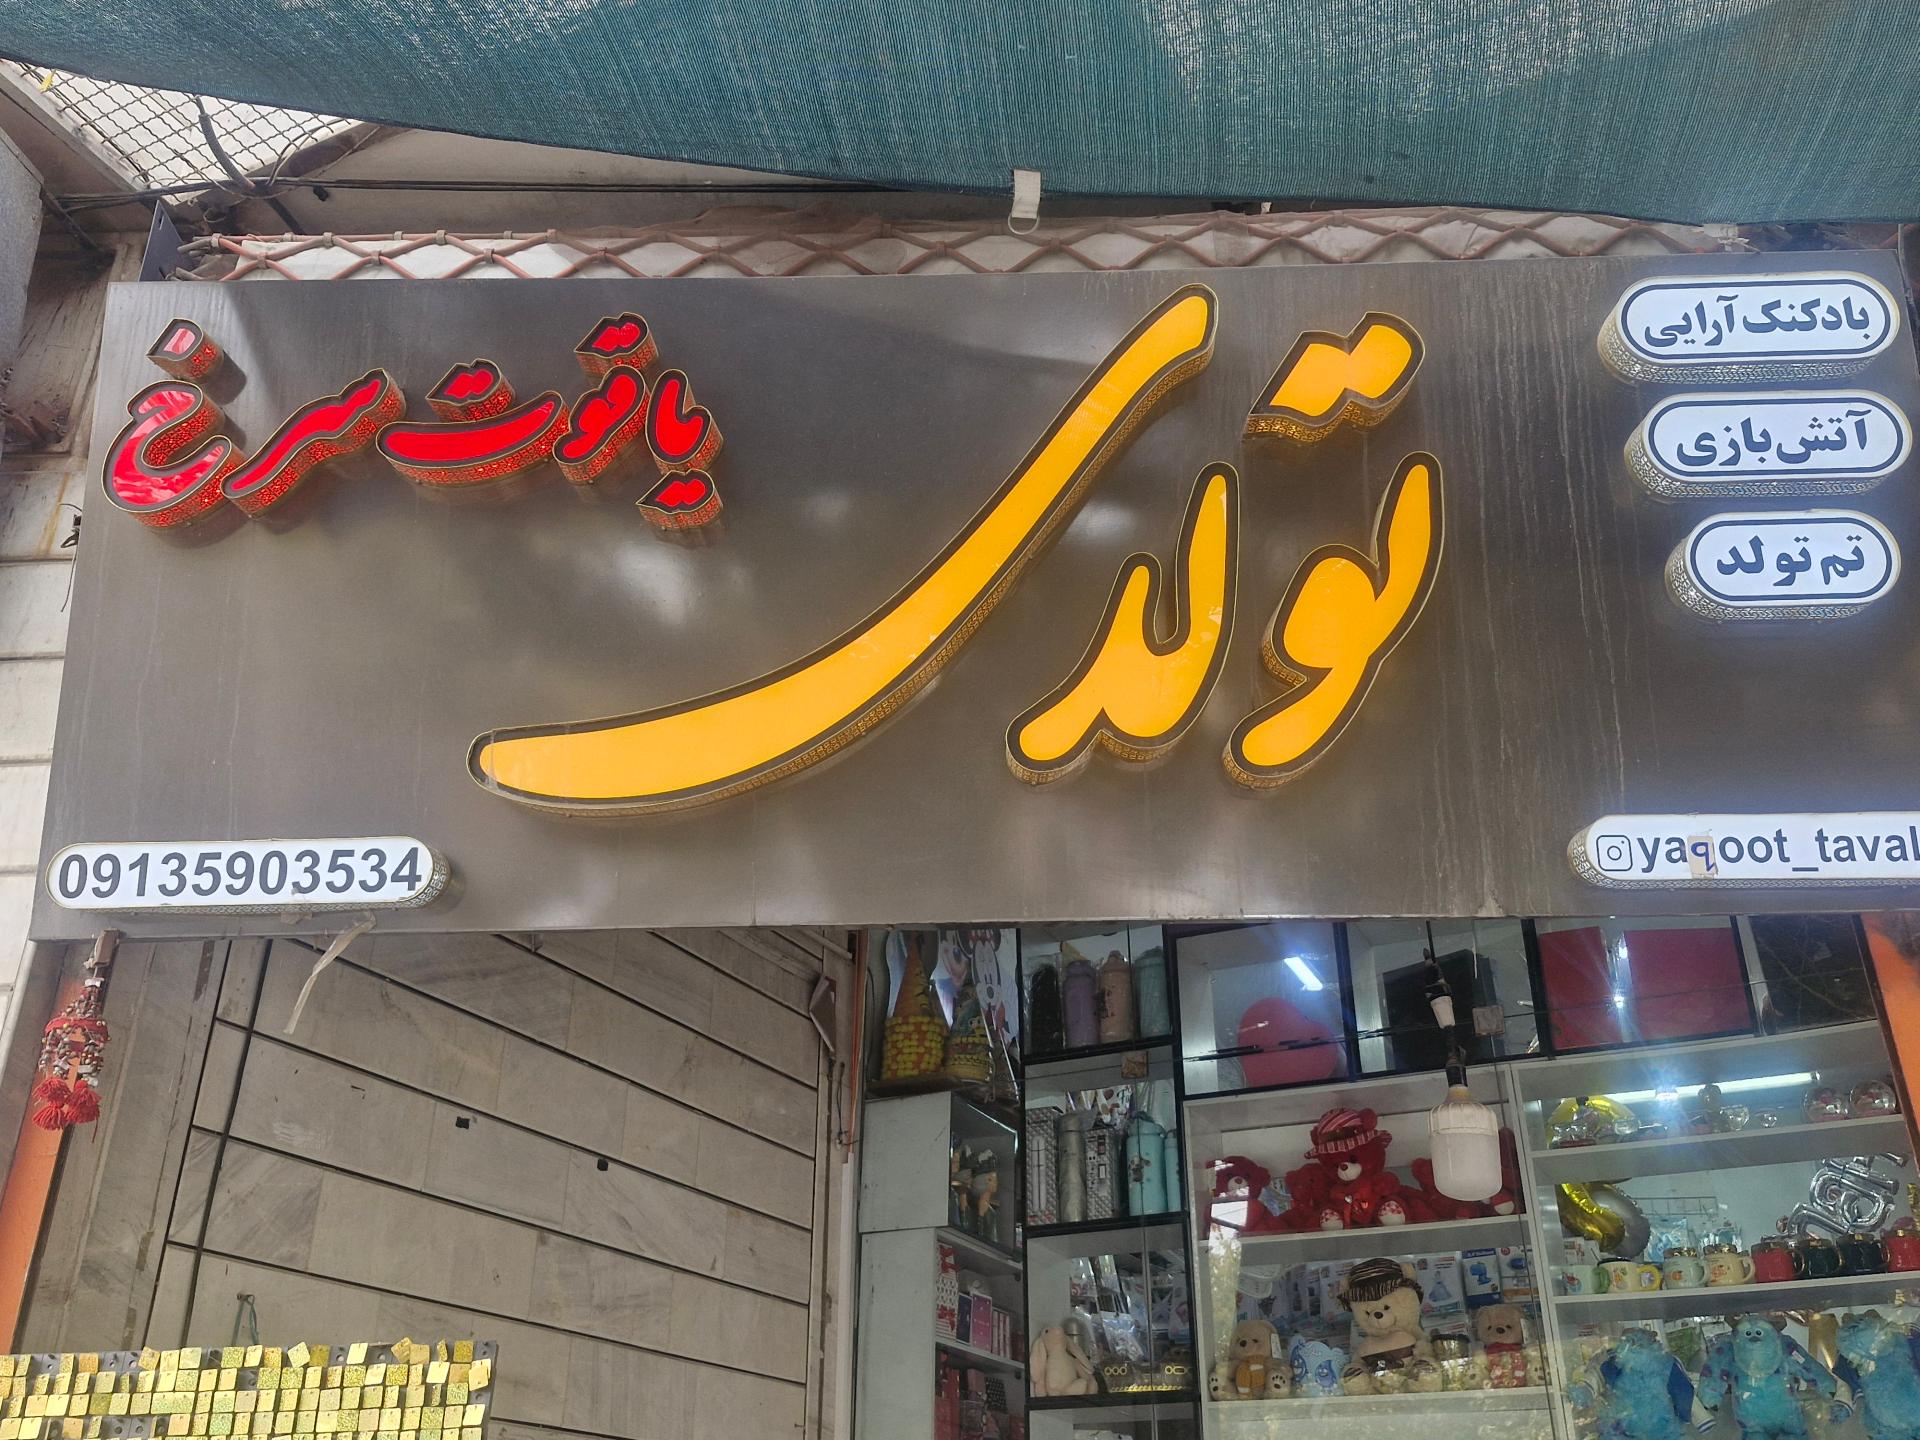 تولدی
یاقوت سرخ
بادکنک آرایی
آتش بازی
تم تولد
09135903534
yaqoot_taval